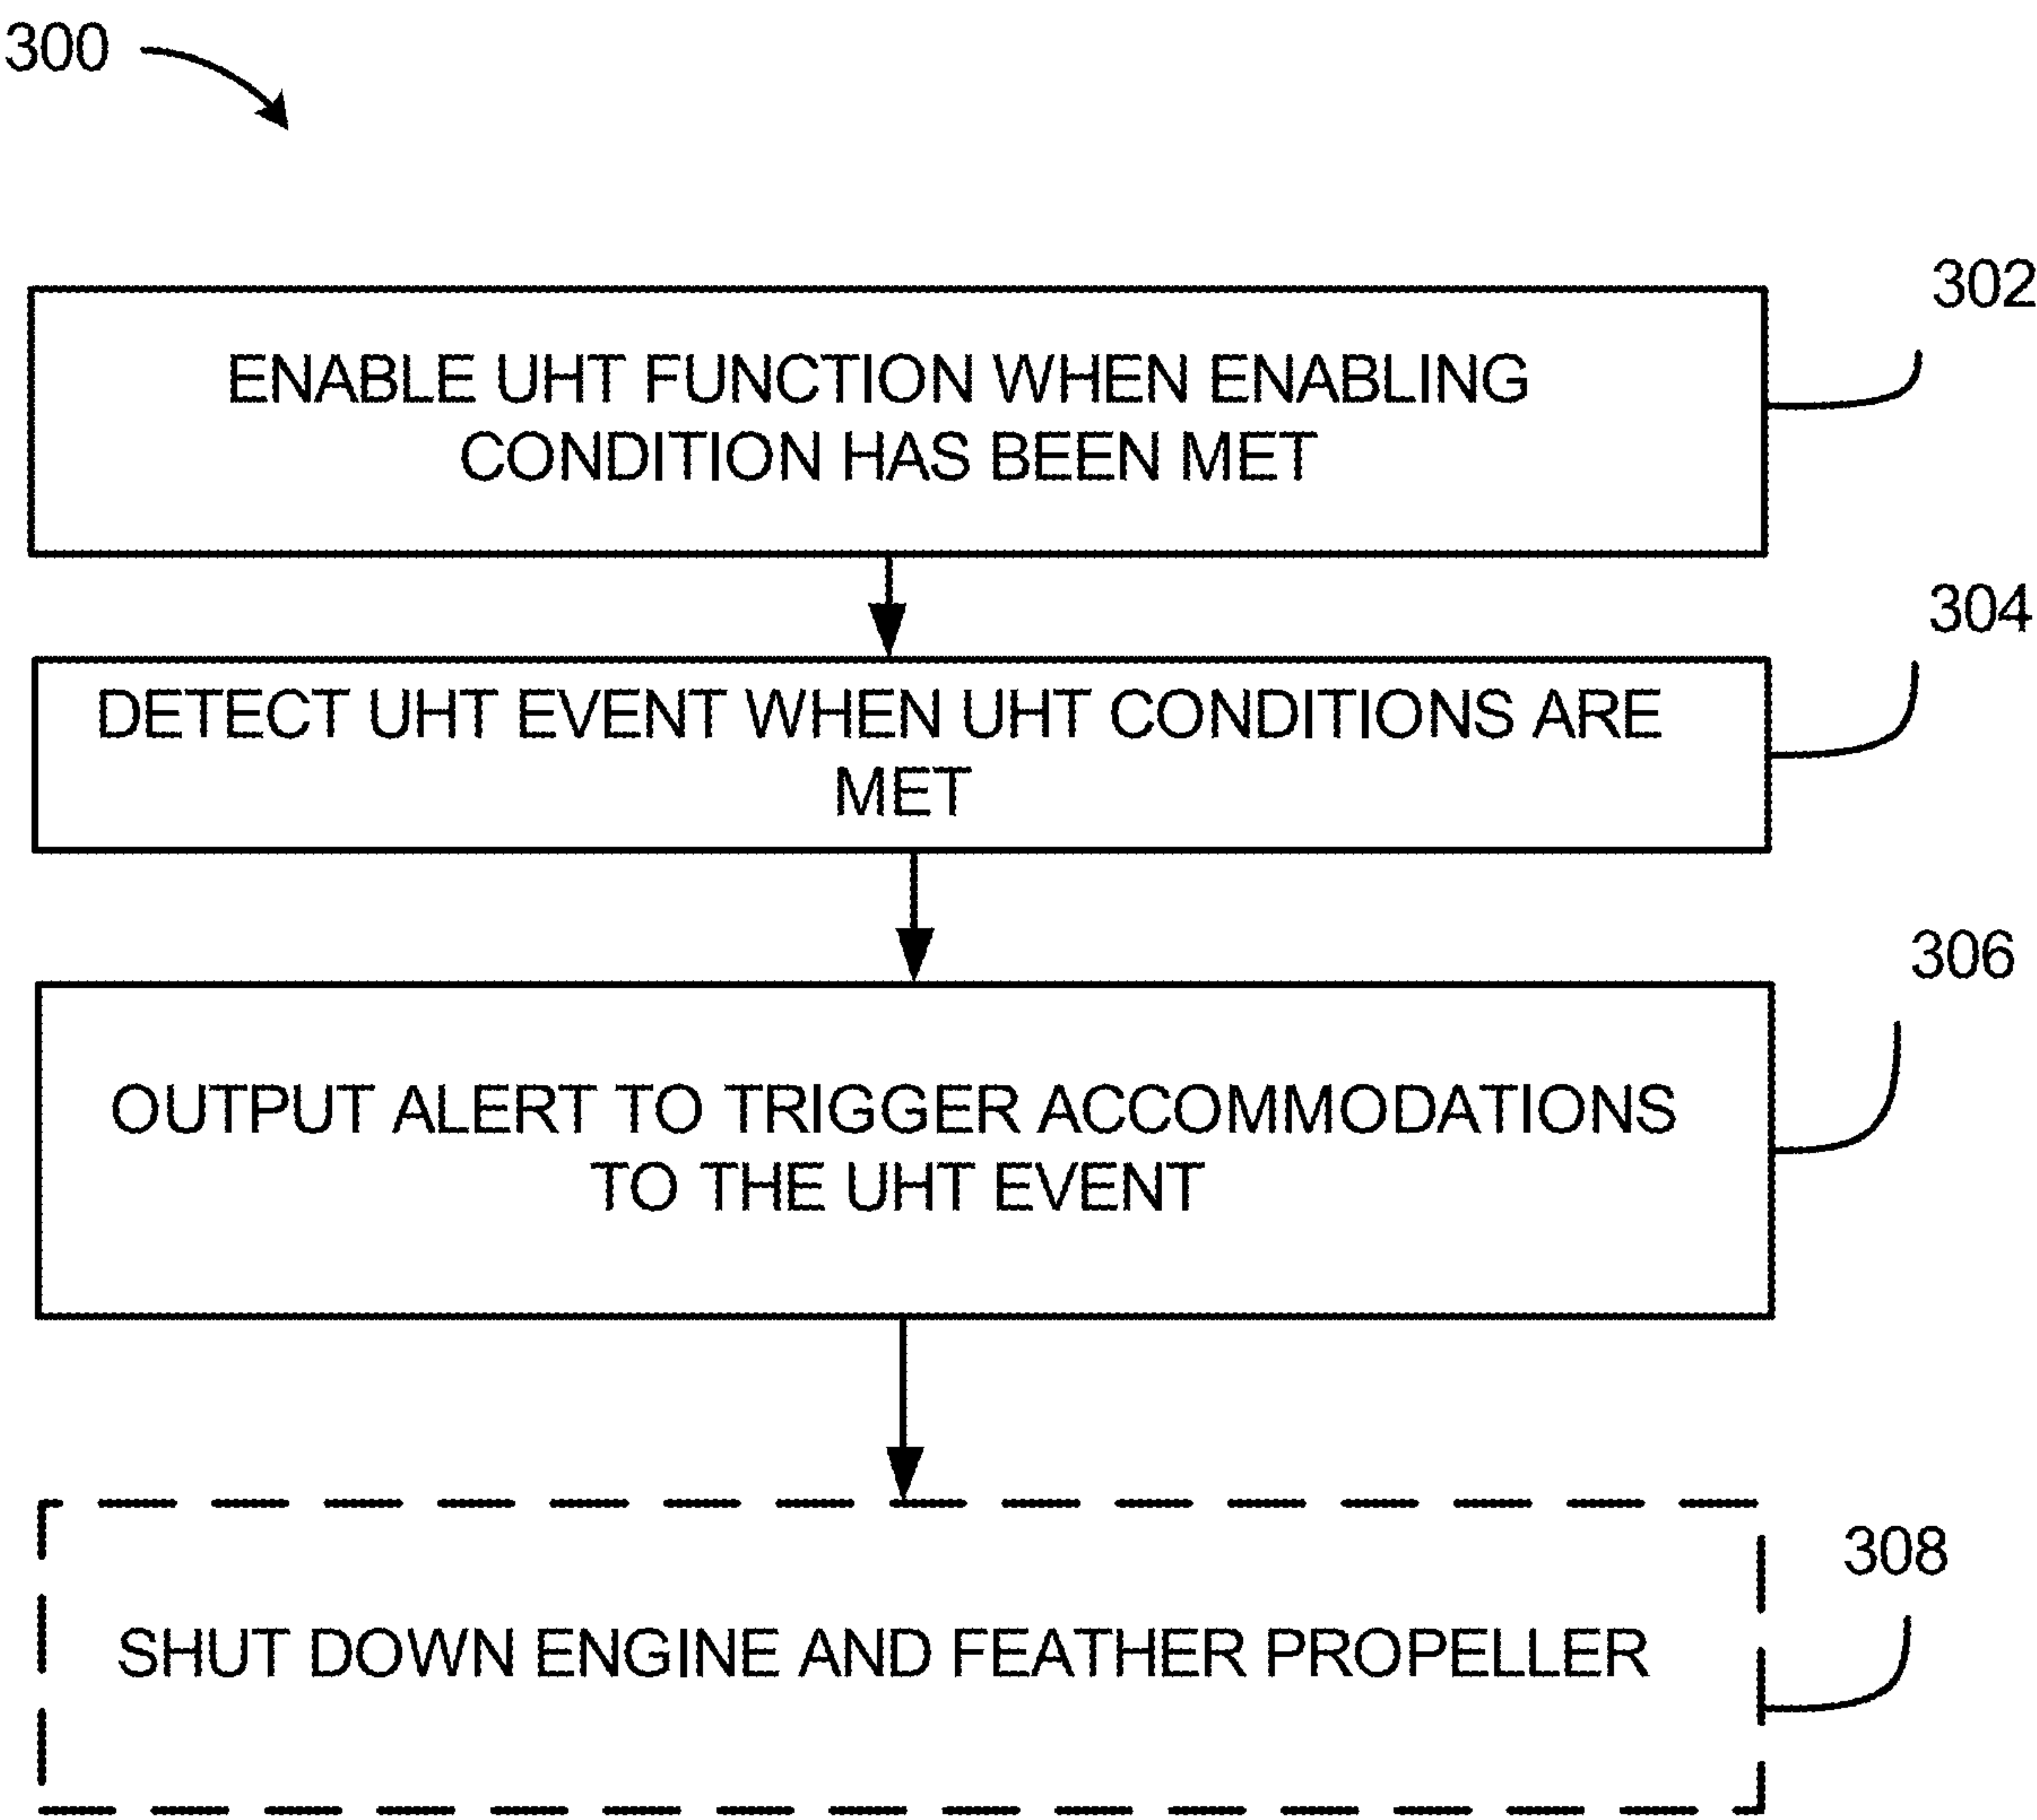 300
302
ENABLE UHT FUNCTION WHEN ENABLING
CONDITION HAS BEEN MET
304
DETECT UHT EVENT WHEN UHT CONDITIONS ARE
MET
306
OUTPUT ALERT TO TRIGGER ACCOMMODATIONS
TO THE UHT EVENT
308
SHUT DOWN ENGINE AND FEATHER PROPELLER